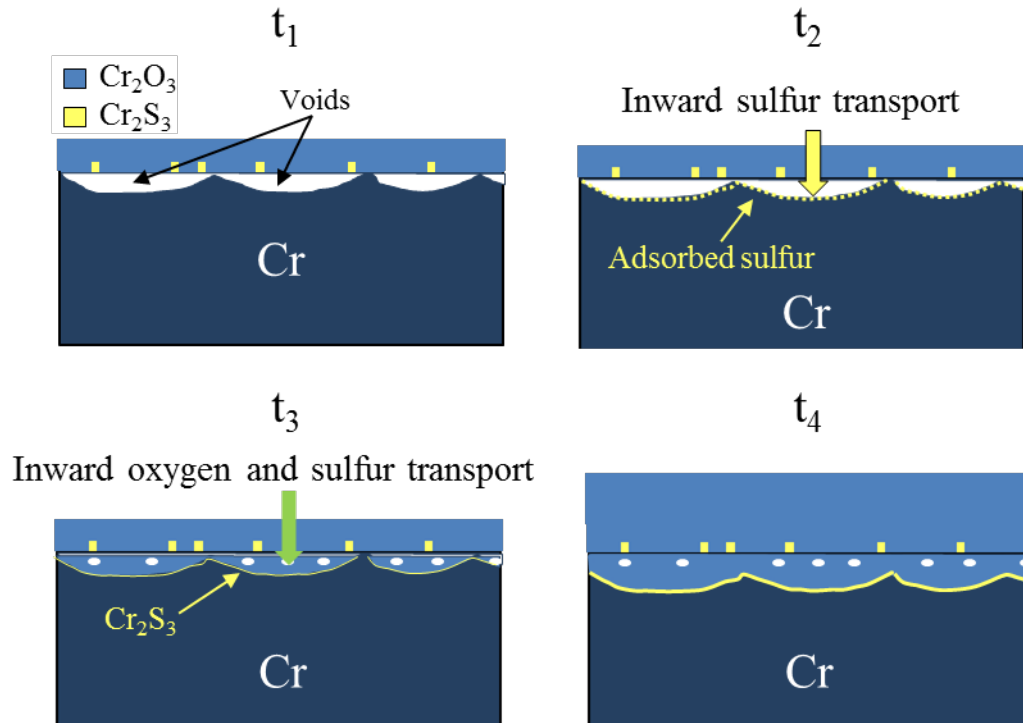 t₁
Cr₂O₃
Cr₂S₃
Voids
Cr
t₂
Inward sulfur transport
Adsorbed sulfur
Cr
t₃
Inward oxygen and sulfur transport
Cr₂S₃
Cr
t₄
Cr